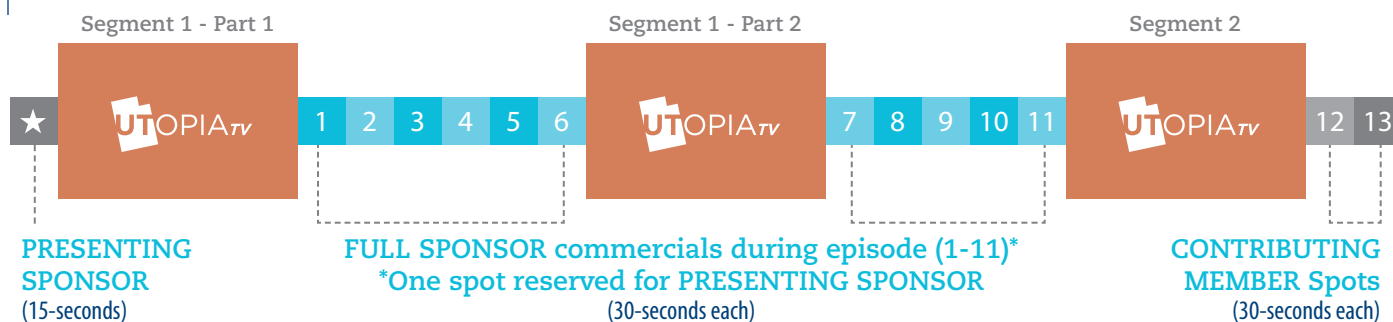 Segment 1 - Part 1
Segment 1 - Part 2
Segment 2
UTOPIATV
1 2 3 4 5 6
UTOPIATV
7 8 9 10 11
UTOPIATV
12 13
PRESENTING
SPONSOR
(15-seconds)
FULL SPONSOR commercials during episode (1-11)*
*One spot reserved for PRESENTING SPONSOR
(30-seconds each)
CONTRIBUTING
MEMBER Spots
(30-seconds each)